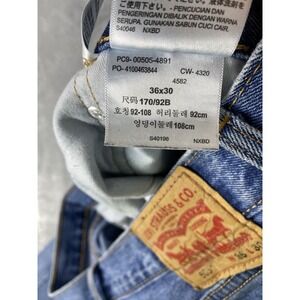 PENCUCIAN DAN
PENGERINGAN DIBALIK DENGAN WARNA
SERUPA. GUNAKAN SABUN CUCI CAIR.
S40046 NXBD
PC9- 00505-4891
PO- 4100463844 CW- 4320
4582
36x30
尺码 170/92B
호칭 92-108 허리둘레 92cm
엉덩이둘레 108cm
S40196 NXBD
STRAUSS & CO.